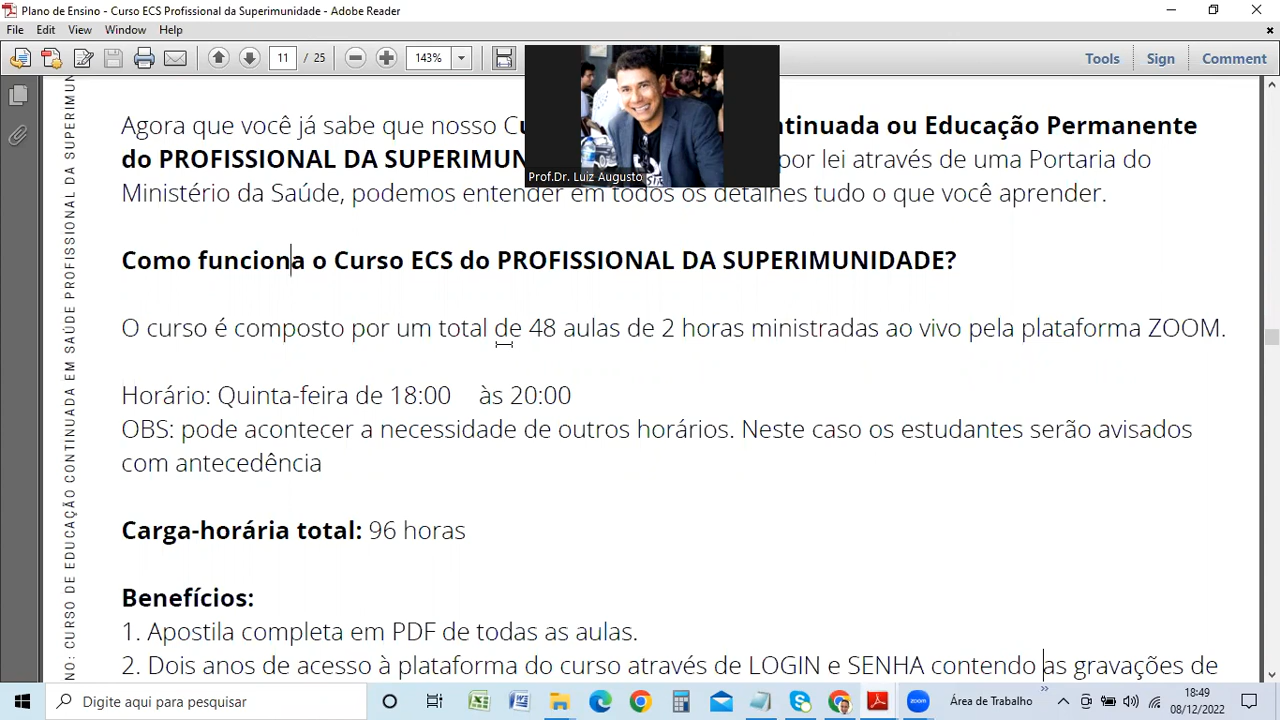 Plano de Ensino - Curso ECS Profissional da Superimunidade - Adobe Reader
File Edit View Window Help
11 / 25 143% Tools Sign Comment
Agora que você já sabe que nosso ntinuada ou Educação Permanente
do PROFISSIONAL DA por lei através de uma Portaria do
Ministério da Saúde, podemos entender em todos os detalhes tudo o que você aprender.
Prof.Dr. Luiz Augusto
Como funciona o Curso ECS do PROFISSIONAL DA SUPERIMUNIDADE?
O curso é composto por um total de 48 aulas de 2 horas ministradas ao vivo pela plataforma ZOOM.
Horário: Quinta-feira de 18:00 às 20:00
OBS: pode acontecer a necessidade de outros horários. Neste caso os estudantes serão avisados
com antecedência
Carga-horária total: 96 horas
Benefícios:
1. Apostila completa em PDF de todas as aulas.
2. Dois anos de acesso à plataforma do curso através de LOGIN e SENHA contendo as gravações de
NO: CURSO DE EDUCAÇÃO CONTINUADA EM SAÚDE PROFISSIONAL DA SUPERIMUN
Digite aqui para pesquisar
zoom
Área de Trabalho
18:49
08/12/2022